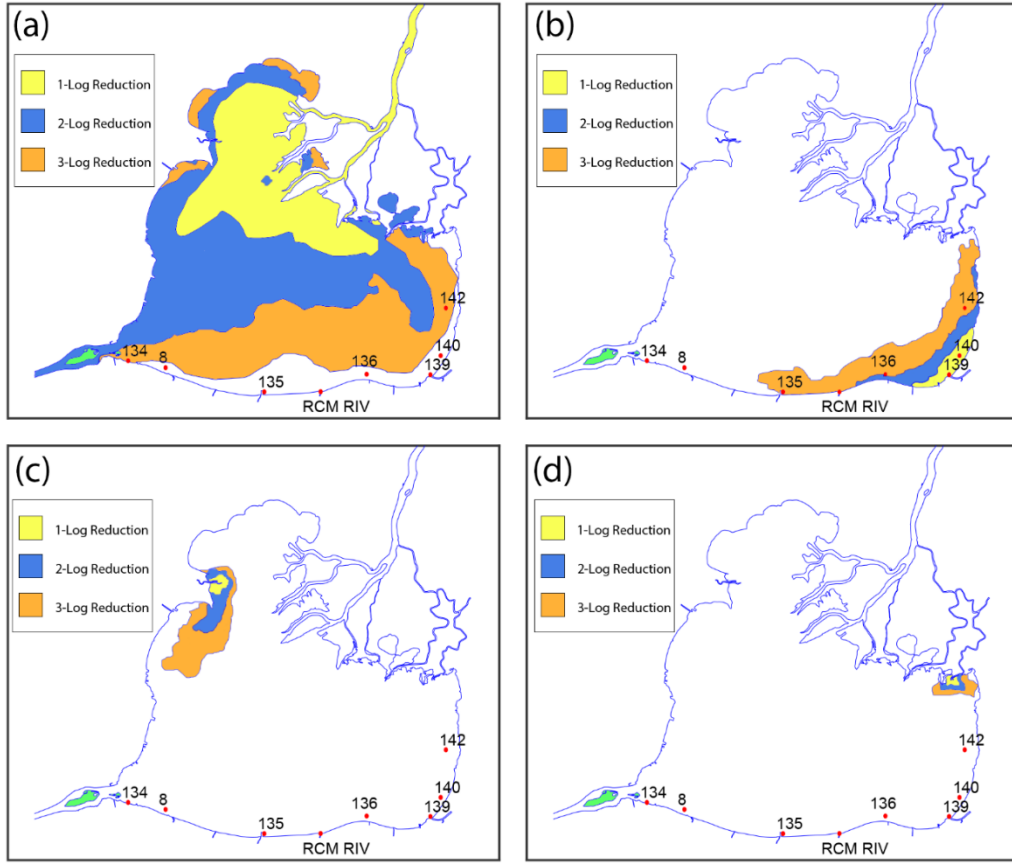 (a)
1-Log Reduction
2-Log Reduction
3-Log Reduction
142
134
8
136
140
139
135
RCM RIV
(b)
1-Log Reduction
2-Log Reduction
3-Log Reduction
142
134
8
136
140
139
135
RCM RIV
(c)
1-Log Reduction
2-Log Reduction
3-Log Reduction
142
134
8
136
140
139
135
RCM RIV
(d)
1-Log Reduction
2-Log Reduction
3-Log Reduction
142
134
8
136
140
139
135
RCM RIV